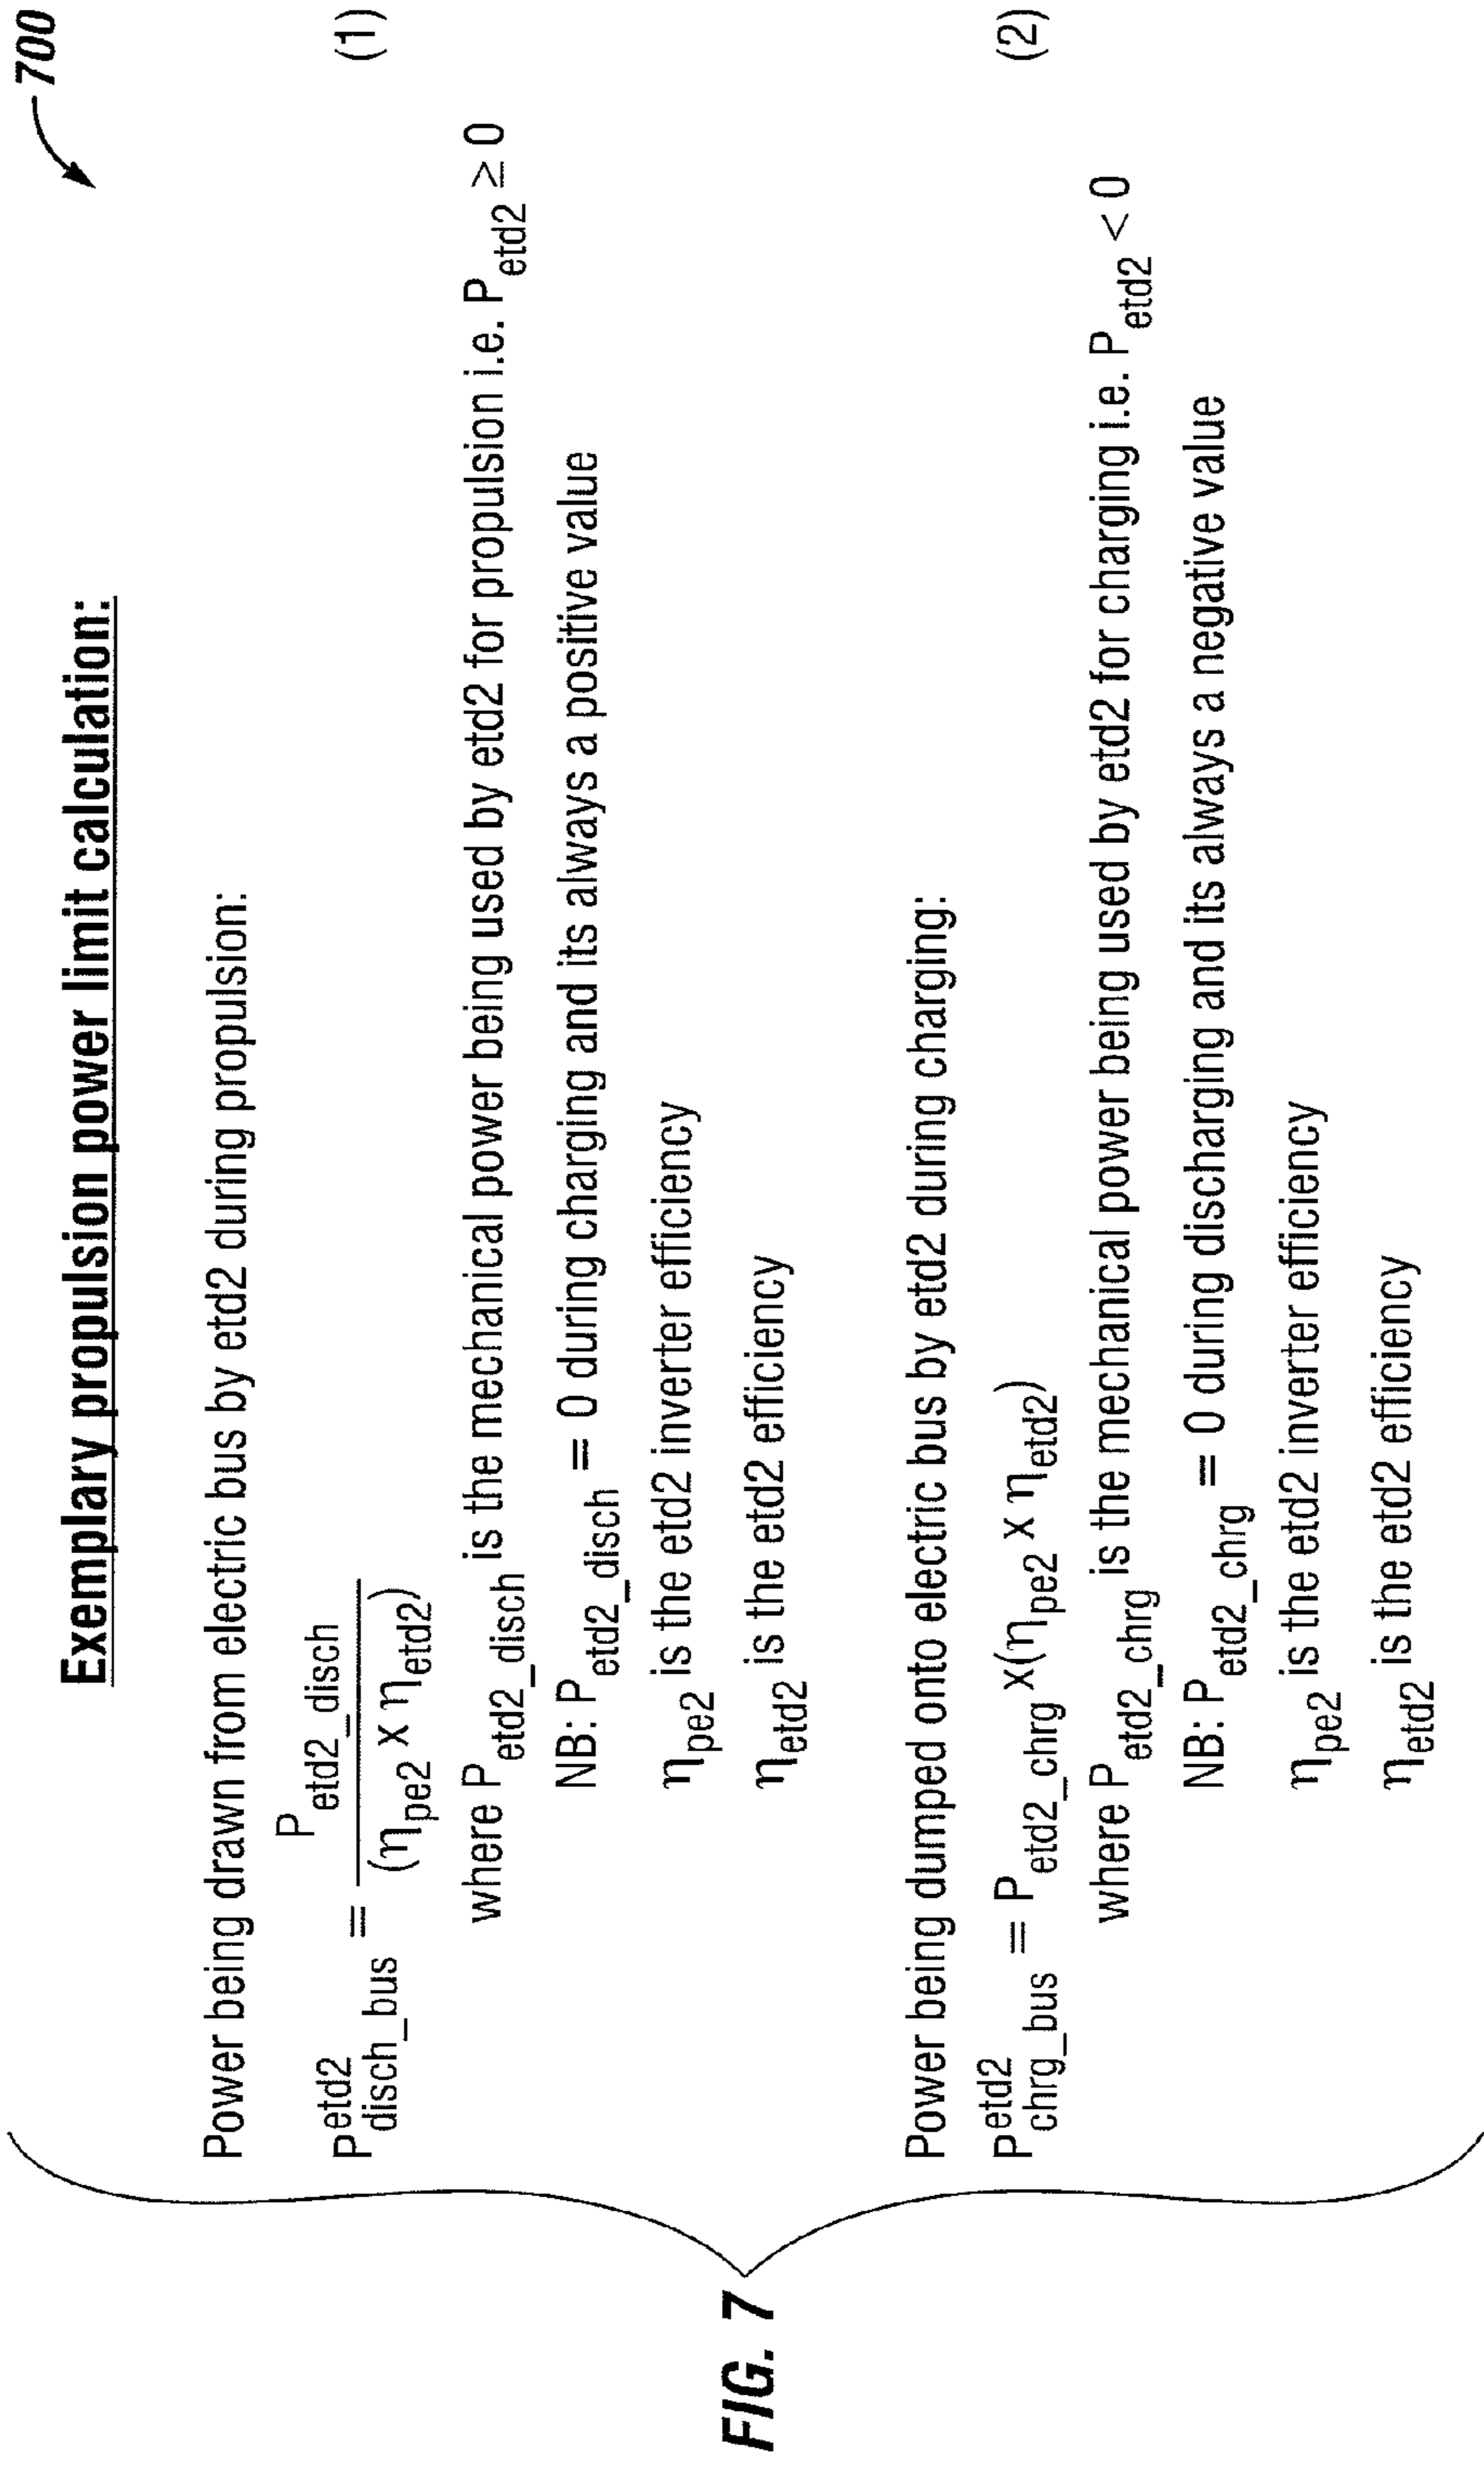 700
Exemplary propulsion power limit calculation:
Power being drawn from electric bus by etd2 during propulsion:
P^etd2_disch_bus = P_etd2_disch / (η_pe2 x η_etd2) (1)
where P_etd2_disch is the mechanical power being used by etd2 for propulsion i.e. P_etd2 ≥ 0
NB: P_etd2_disch = 0 during charging and its always a positive value
η_pe2 is the etd2 inverter efficiency
η_etd2 is the etd2 efficiency
Power being dumped onto electric bus by etd2 during charging:
P^etd2_chrg_bus = P_etd2_chrg x(η_pe2 x η_etd2) (2)
where P_etd2_chrg is the mechanical power being used by etd2 for charging i.e. P_etd2 < 0
NB: P_etd2_chrg = 0 during discharging and its always a negative value
η_pe2 is the etd2 inverter efficiency
η_etd2 is the etd2 efficiency
FIG. 7